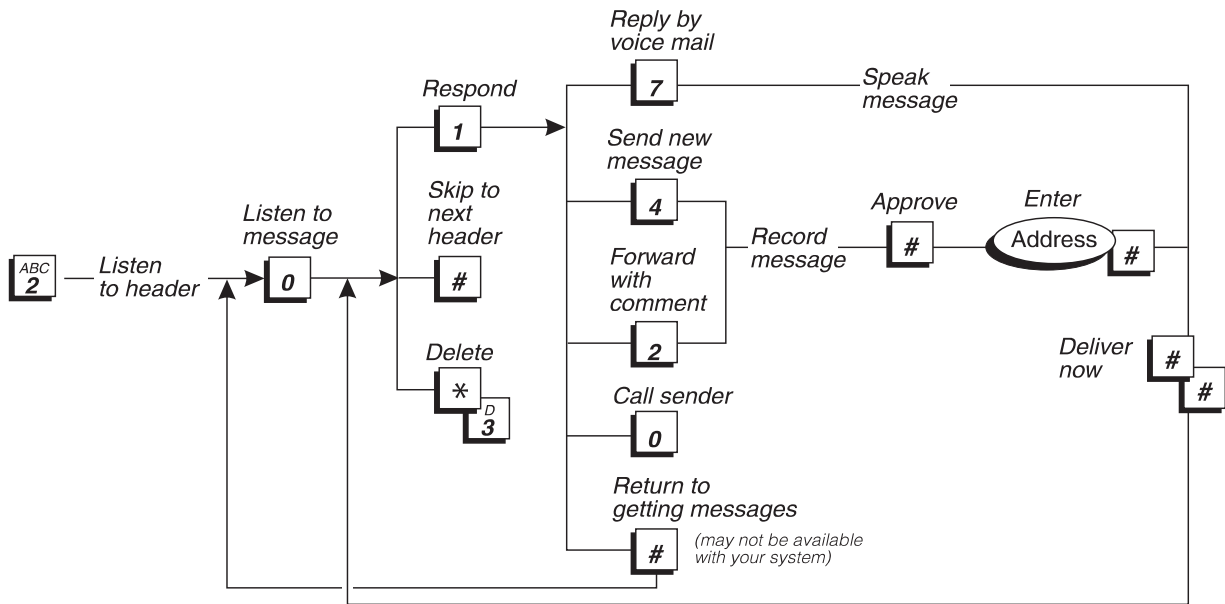 ABC
2
Listen
to header
Listen to
message
0
Respond
1
Skip to
next
header
#
Delete
*
D
3
Reply by
voice mail
7
Speak
message
Send new
message
4
Forward
with
comment
2
Record
message
Approve
#
Enter
Address
#
Deliver
now
#
#
Call sender
0
Return to
getting messages
#
(may not be available
with your system)